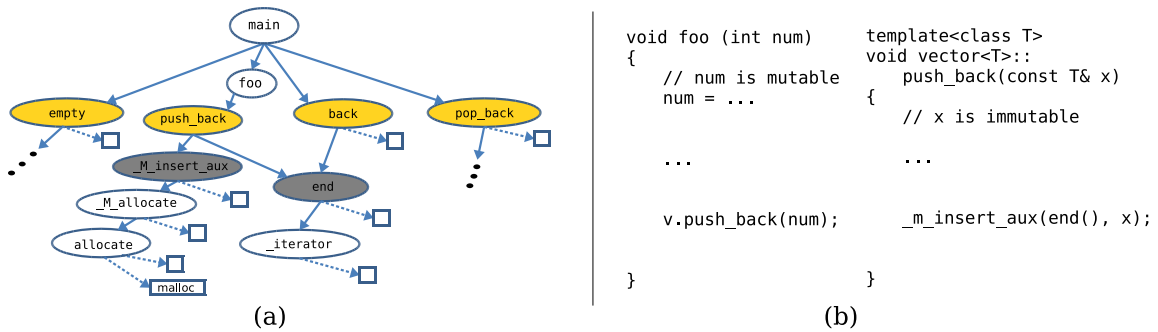 main
foo
empty
push_back
back
pop_back
_M_insert_aux
end
_M_allocate
allocate
_iterator
malloc
(a)
void foo (int num)
{
// num is mutable
num = ...
...
v.push_back(num);
}
template<class T>
void vector<T>::
push_back(const T& x)
{
// x is immutable
...
_m_insert_aux(end(), x);
}
(b)